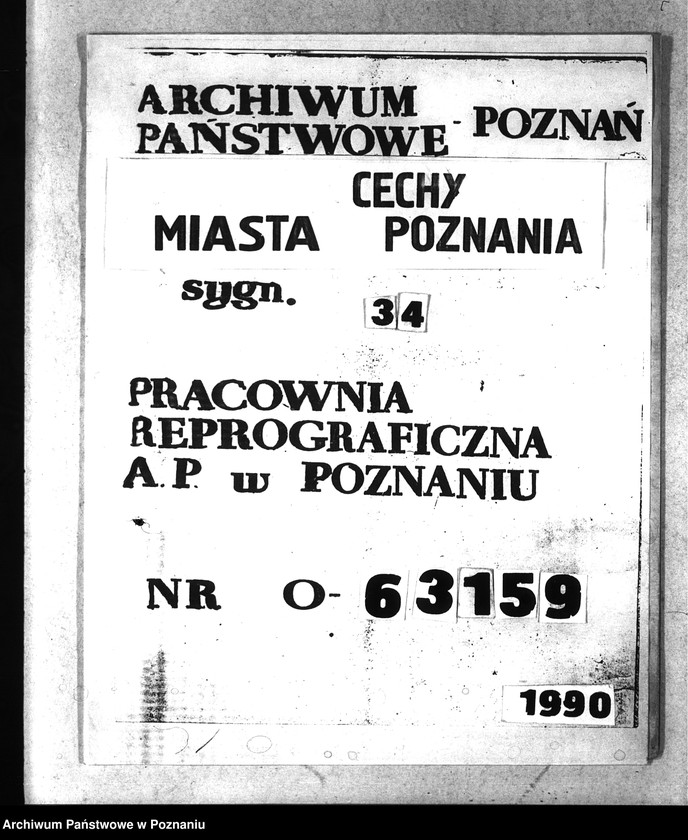 ARCHIWUM
PAŃSTWOWE - POZNAŃ
CECHY
MIASTA POZNANIA
sygn. 34
PRACOWNIA
REPROGRAFICZNA
A.P. w POZNANIU
NR O- 63159
1990
Archiwum Państwowe w Poznaniu